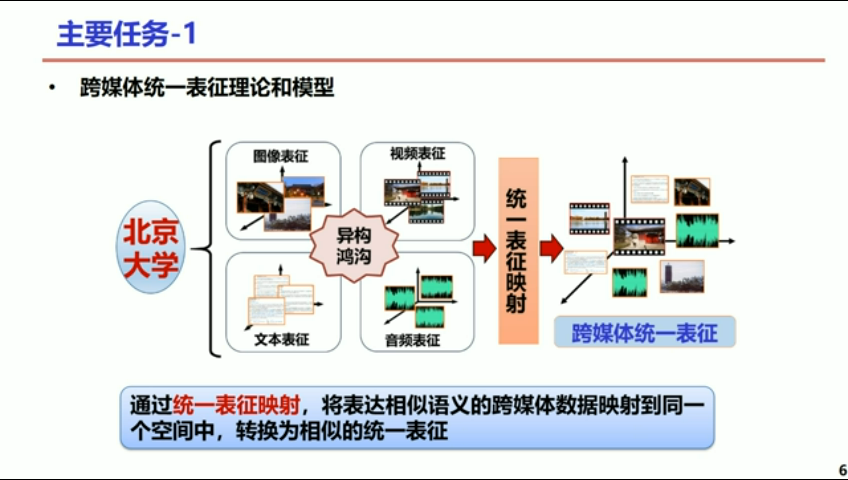 主要任务-1
• 跨媒体统一表征理论和模型
图像表征
视频表征
北京
大学
异构
鸿沟
文本表征
音频表征
统一表征映射
跨媒体统一表征
通过统一表征映射，将表达相似语义的跨媒体数据映射到同一
个空间中，转换为相似的统一表征
6